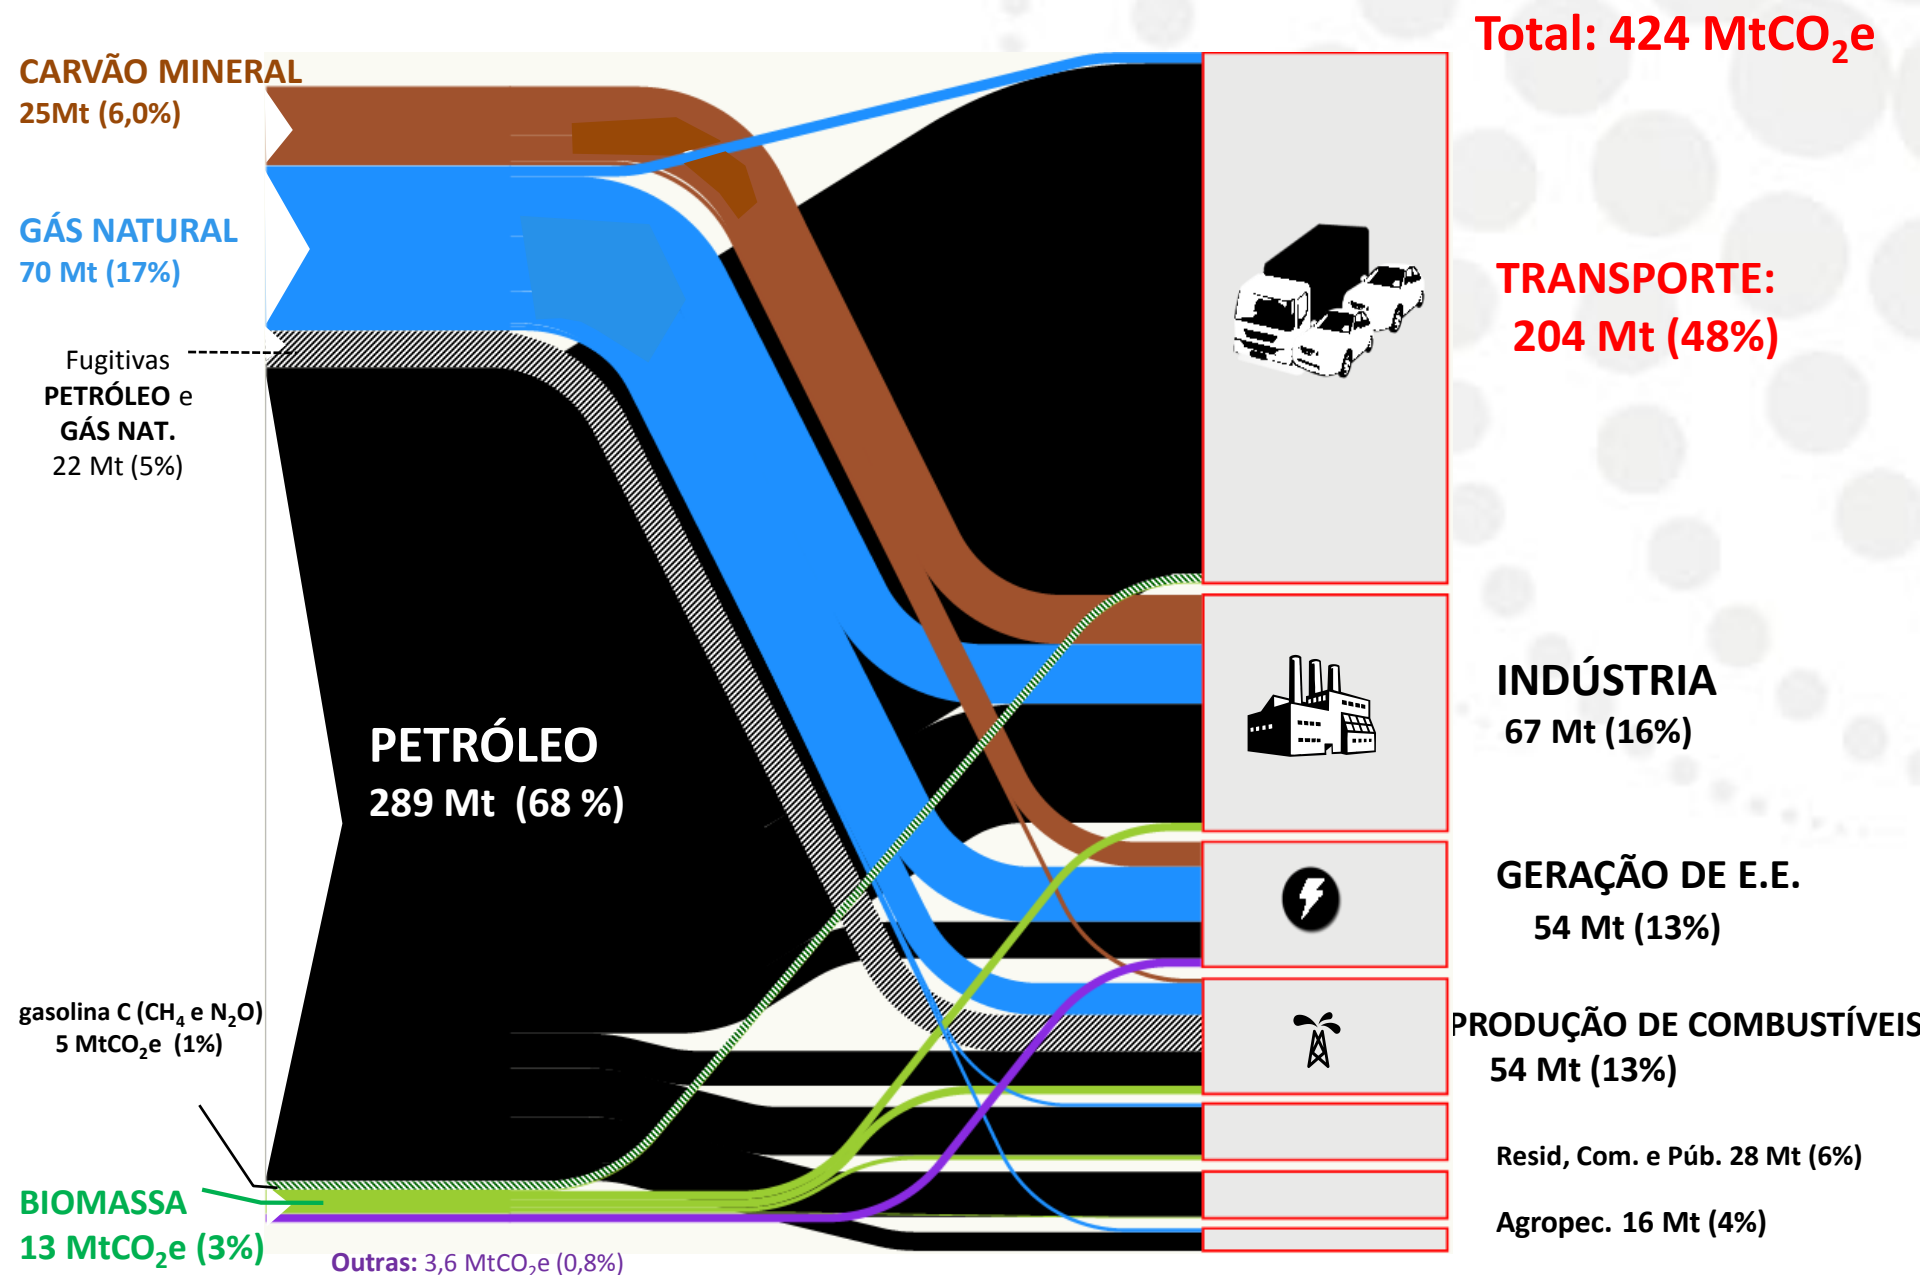 Total: 424 MtCO₂e
CARVÃO MINERAL
25Mt (6,0%)
GÁS NATURAL
70 Mt (17%)
Fugitivas
PETRÓLEO e
GÁS NAT.
22 Mt (5%)
PETRÓLEO
289 Mt (68 %)
gasolina C (CH₄ e N₂O)
5 MtCO₂e (1%)
BIOMASSA
13 MtCO₂e (3%)
Outras: 3,6 MtCO₂e (0,8%)
TRANSPORTE:
204 Mt (48%)
INDÚSTRIA
67 Mt (16%)
GERAÇÃO DE E.E.
54 Mt (13%)
PRODUÇÃO DE COMBUSTÍVEIS
54 Mt (13%)
Resid, Com. e Púb. 28 Mt (6%)
Agropec. 16 Mt (4%)